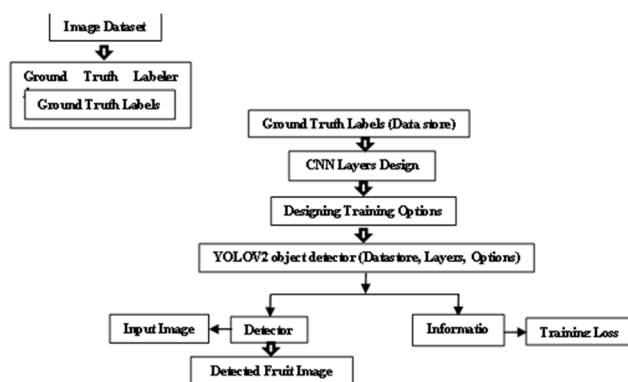 Image Dataset
Ground Truth Labeler
Ground Truth Labels
Ground Truth Labels (Data store)
CNN Layers Design
Designing Training Options
YOLOV2 object detector (Datastore, Layers, Options)
Input Image
Detector
Informatio
Training Loss
Detected Fruit Image